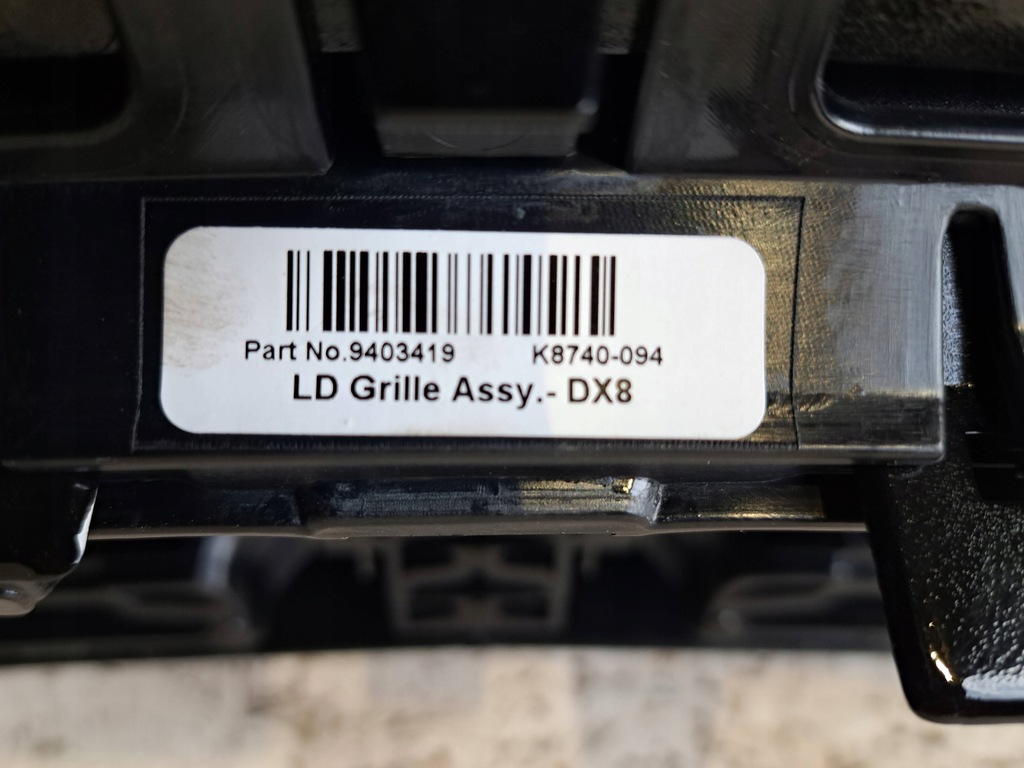 Part No.9403419 K8740-094
LD Grille Assy.- DX8